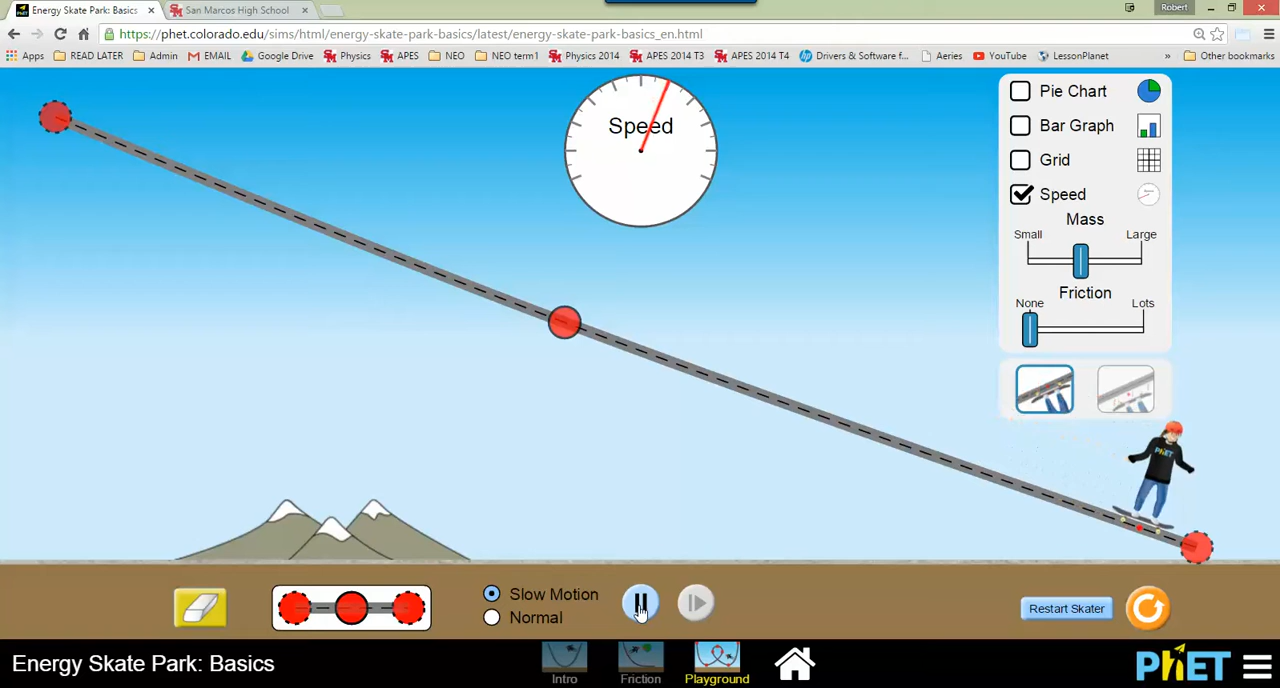 Energy Skate Park: Basics × San Marcos High School × Robert
https://phet.colorado.edu/sims/html/energy-skate-park-basics/latest/energy-skate-park-basics_en.html
Apps READ LATER Admin EMAIL Google Drive Physics APES NEO NEO term1 Physics 2014 APES 2014 T3 APES 2014 T4 Drivers & Software f... Aeries YouTube LessonPlanet » Other bookmarks
Speed
Pie Chart
Bar Graph
Grid
Speed
Mass
Small Large
Friction
None Lots
PhET
Slow Motion
Normal
Restart Skater
Energy Skate Park: Basics
Intro Friction Playground
PhET